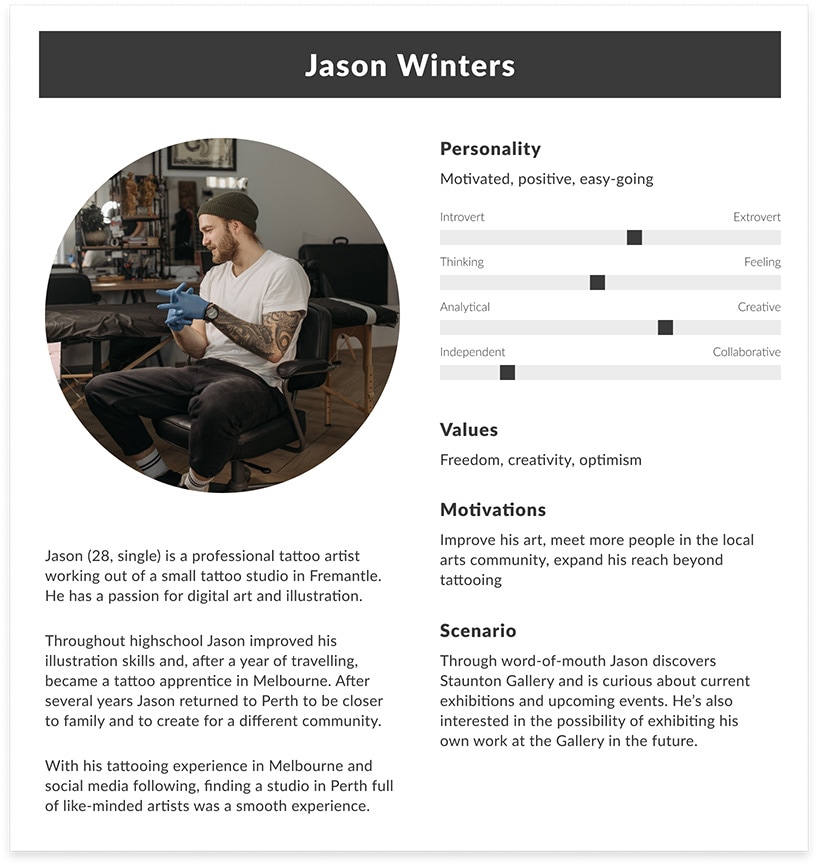 Jason Winters
Jason (28, single) is a professional tattoo artist
working out of a small tattoo studio in Fremantle.
He has a passion for digital art and illustration.
Throughout highschool Jason improved his
illustration skills and, after a year of travelling,
became a tattoo apprentice in Melbourne. After
several years Jason returned to Perth to be closer
to family and to create for a different community.
With his tattooing experience in Melbourne and
social media following, finding a studio in Perth full
of like-minded artists was a smooth experience.
Personality
Motivated, positive, easy-going
Introvert Extrovert
Thinking Feeling
Analytical Creative
Independent Collaborative
Values
Freedom, creativity, optimism
Motivations
Improve his art, meet more people in the local
arts community, expand his reach beyond
tattooing
Scenario
Through word-of-mouth Jason discovers
Staunton Gallery and is curious about current
exhibitions and upcoming events. He’s also
interested in the possibility of exhibiting his
own work at the Gallery in the future.